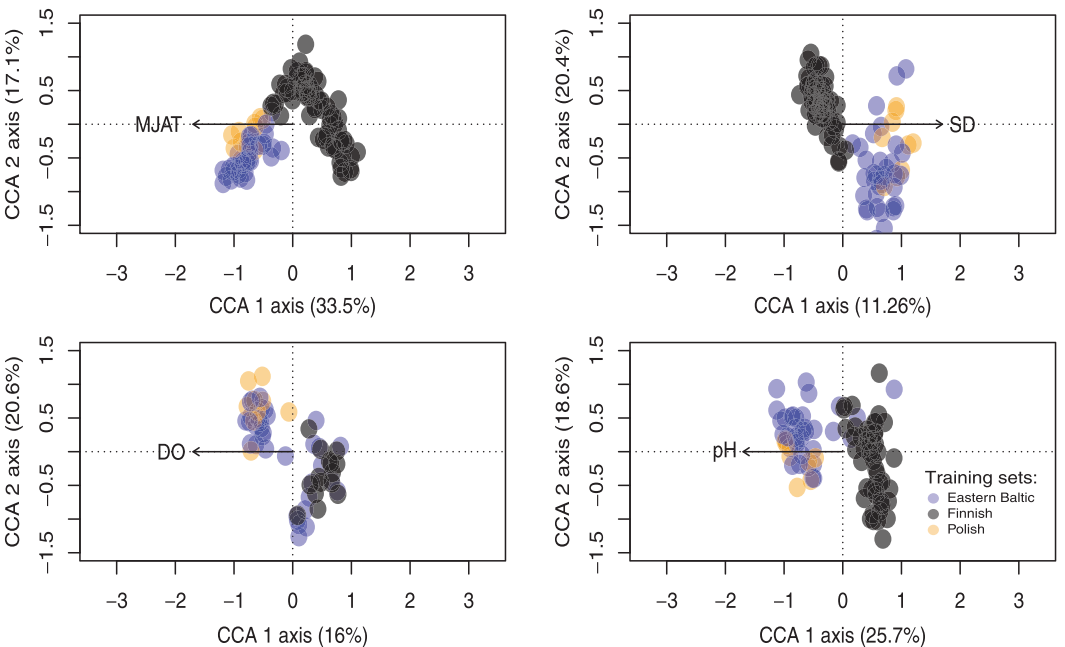 CCA 2 axis (17.1%)
1.5
0.5
−0.5
−1.5
MJAT
−3 −2 −1 0 1 2 3
CCA 1 axis (33.5%)
CCA 2 axis (20.4%)
1.5
0.5
−0.5
−1.5
SD
−3 −2 −1 0 1 2 3
CCA 1 axis (11.26%)
CCA 2 axis (20.6%)
1.5
0.5
−0.5
−1.5
DO
−3 −2 −1 0 1 2 3
CCA 1 axis (16%)
CCA 2 axis (18.6%)
1.5
0.5
−0.5
−1.5
pH
Training sets:
Eastern Baltic
Finnish
Polish
−3 −2 −1 0 1 2 3
CCA 1 axis (25.7%)